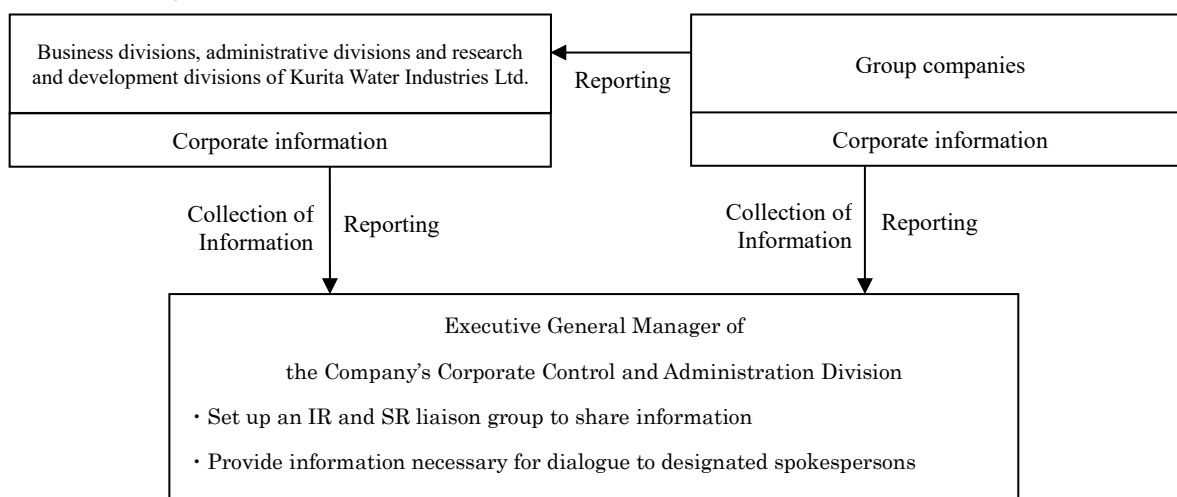 Business divisions, administrative divisions and research
and development divisions of Kurita Water Industries Ltd.
Corporate information
Reporting
Group companies
Corporate information
Collection of
Information
Reporting
Collection of
Information
Reporting
Executive General Manager of
the Company's Corporate Control and Administration Division
・Set up an IR and SR liaison group to share information
・Provide information necessary for dialogue to designated spokespersons